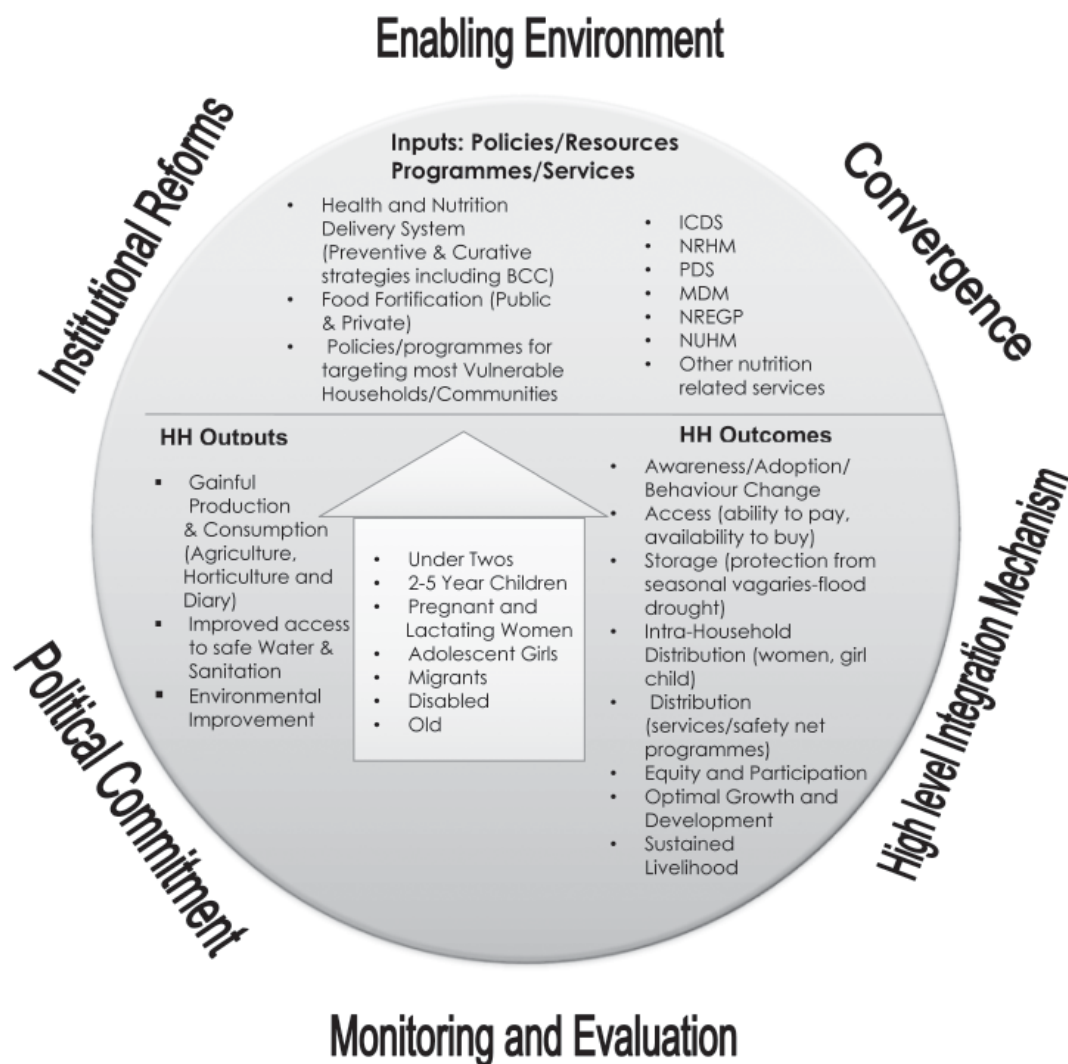 Enabling Environment
Institutional Reforms
Convergence
Inputs: Policies/Resources
Programmes/Services
• Health and Nutrition
Delivery System
(Preventive & Curative
strategies including BCC)
• Food Fortification (Public
& Private)
• Policies/programmes for
targeting most Vulnerable
Households/Communities
• ICDS
• NRHM
• PDS
• MDM
• NREGP
• NUHM
• Other nutrition
related services
HH Outputs
▪ Gainful
Production
& Consumption
(Agriculture,
Horticulture and
Diary)
▪ Improved access
to safe Water &
Sanitation
▪ Environmental
Improvement
• Under Twos
• 2-5 Year Children
• Pregnant and
Lactating Women
• Adolescent Girls
• Migrants
• Disabled
• Old
HH Outcomes
• Awareness/Adoption/
Behaviour Change
• Access (ability to pay,
availability to buy)
• Storage (protection from
seasonal vagaries-flood
drought)
• Intra-Household
Distribution (women, girl
child)
• Distribution
(services/safety net
programmes)
• Equity and Participation
• Optimal Growth and
Development
• Sustained
Livelihood
Political Commitment
High level Integration Mechanism
Monitoring and Evaluation